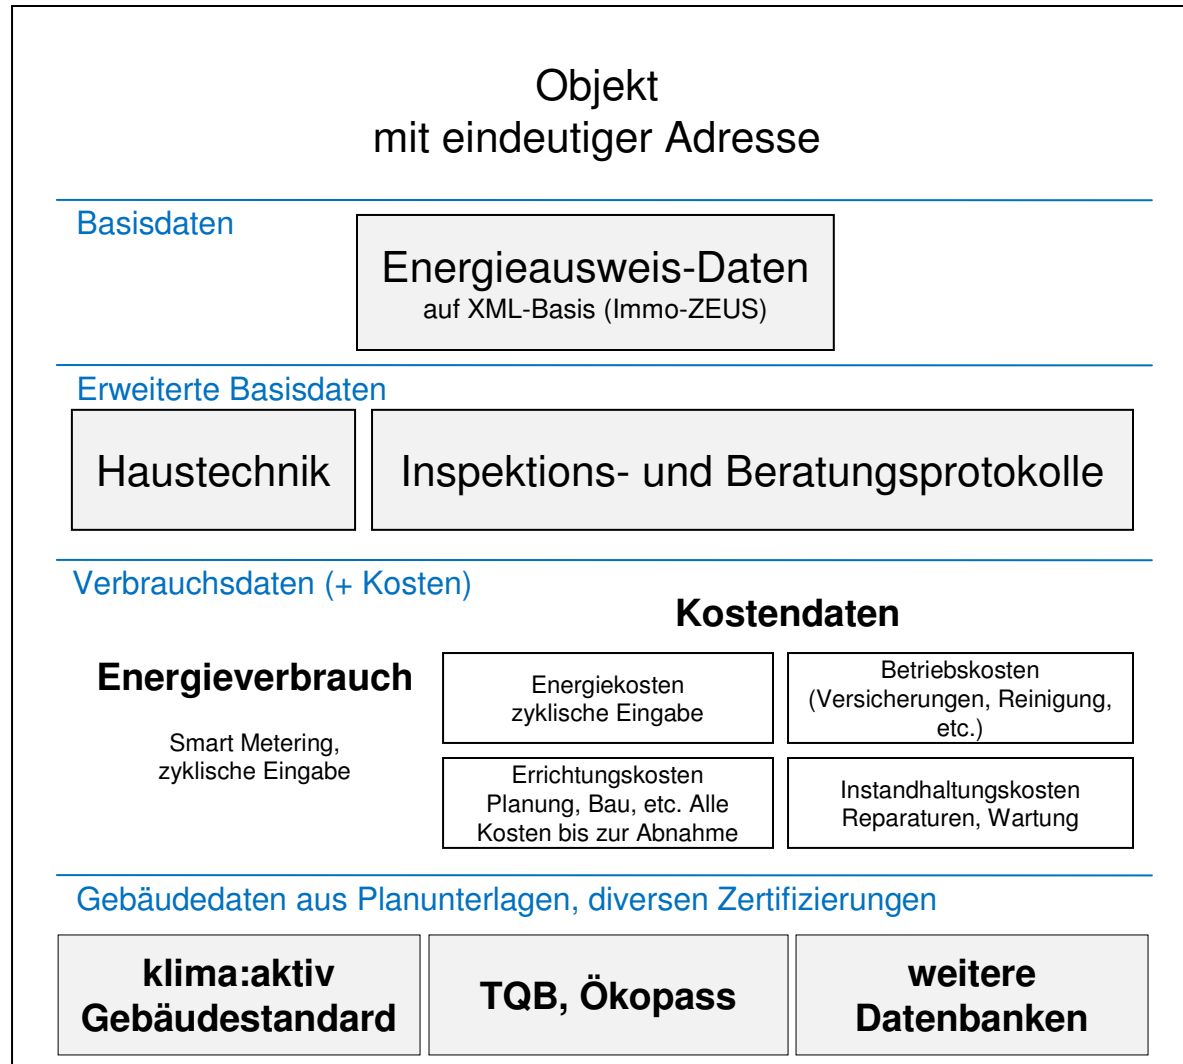 Objekt
mit eindeutiger Adresse
Basisdaten
Energieausweis-Daten
auf XML-Basis (Immo-ZEUS)
Erweiterte Basisdaten
Haustechnik
Inspektions- und Beratungsprotokolle
Verbrauchsdaten (+ Kosten)
Kostendaten
Energieverbrauch
Smart Metering,
zyklische Eingabe
Energiekosten
zyklische Eingabe
Betriebskosten
(Versicherungen, Reinigung,
etc.)
Errichtungskosten
Planung, Bau, etc. Alle
Kosten bis zur Abnahme
Instandhaltungskosten
Reparaturen, Wartung
Gebäudedaten aus Planunterlagen, diversen Zertifizierungen
klima:aktiv
Gebäudestandard
TQB, Ökopass
weitere
Datenbanken